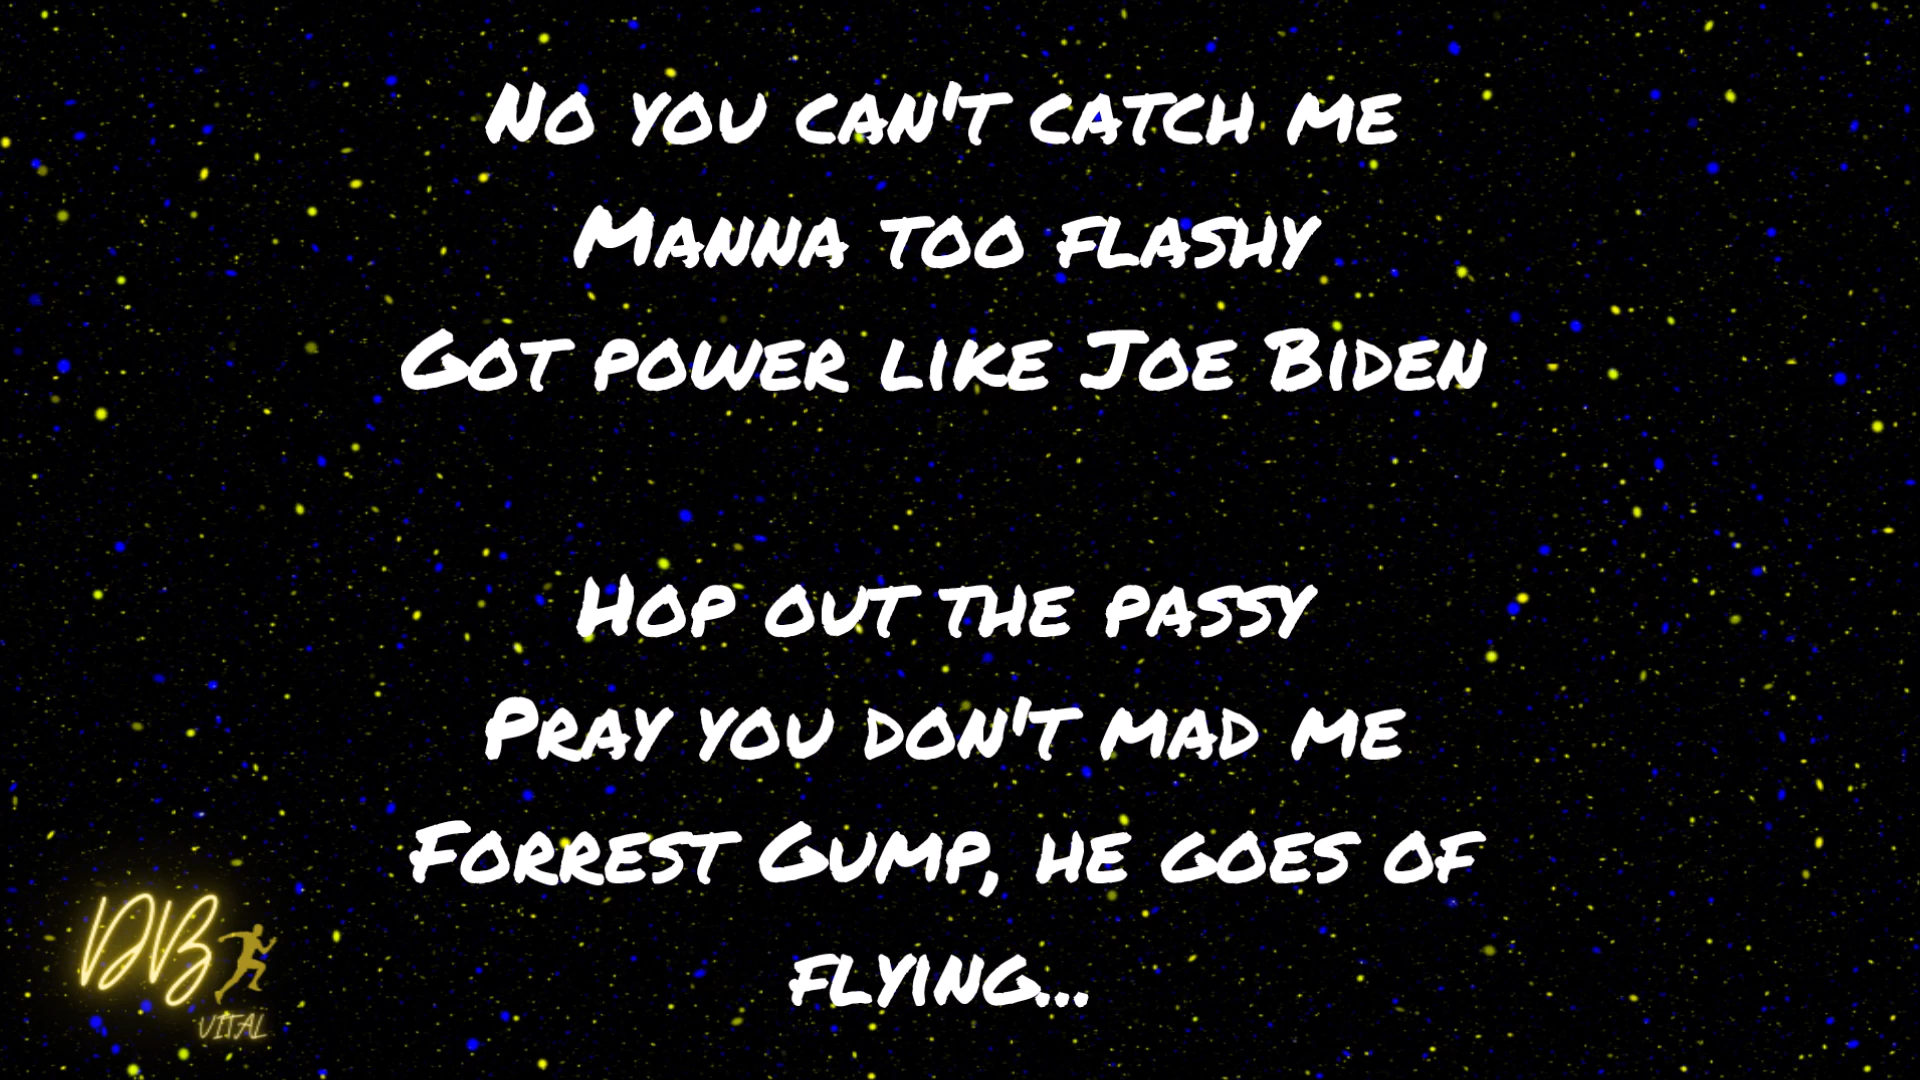 No you can't catch me
Manna too flashy
Got power like Joe Biden
Hop out the passy
Pray you don't mad me
Forrest Gump, he goes of
flying...
DB
VITAL